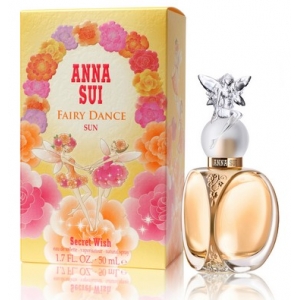 ANNA
SUI
FAIRY DANCE
SUN
Secret Wish
1.7 FL. OZ. - 50 mL e
ANNA SUI